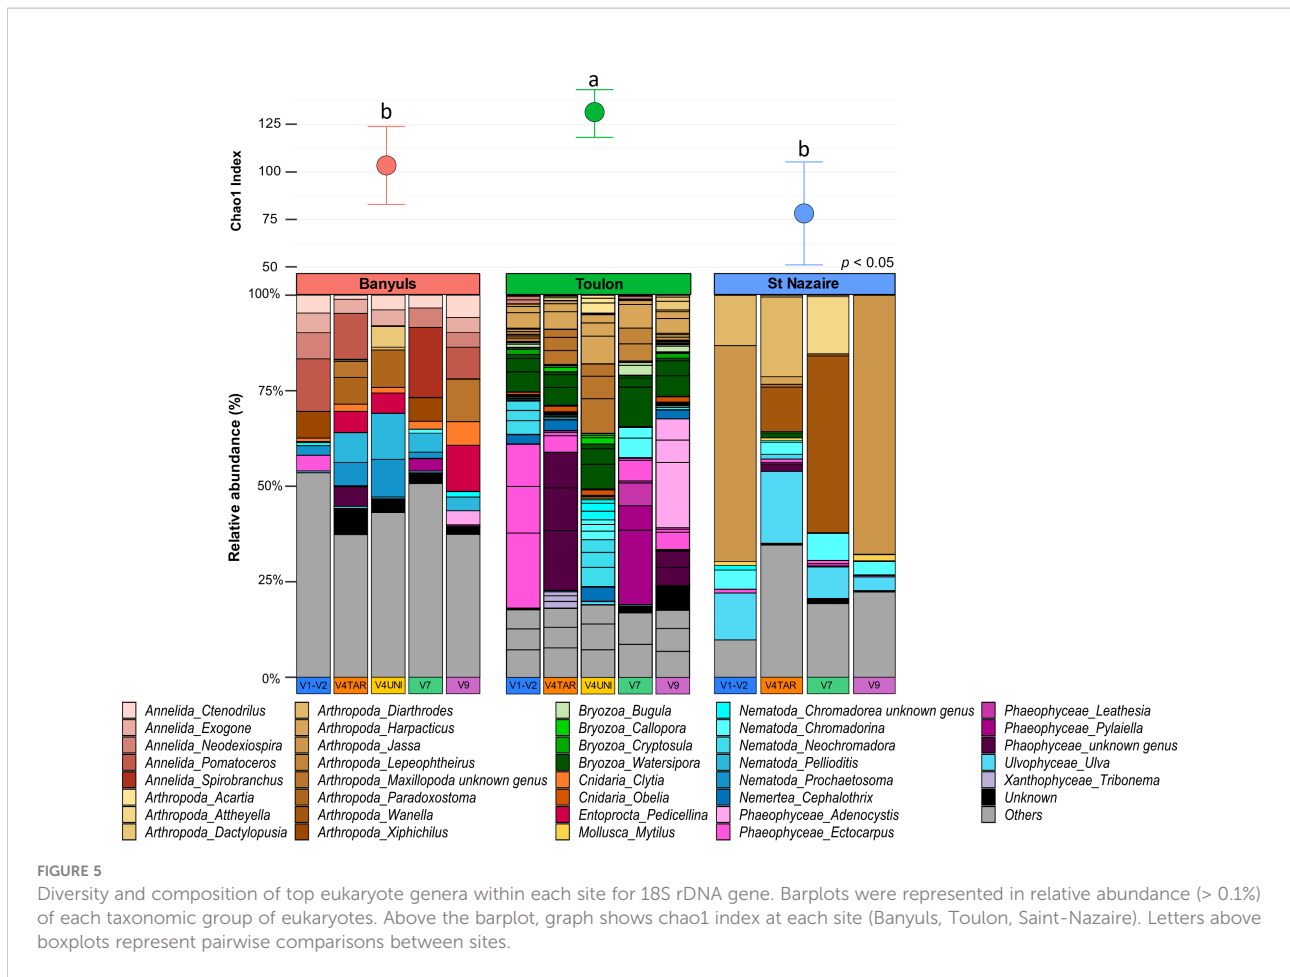 a
b
b
125
100
75
50
Chao1 Index
p < 0.05
Banyuls
Toulon
St Nazaire
100%
75%
50%
25%
0%
Relative abundance (%)
V1-V2 V4TAR V4UNI V7 V9
V1-V2 V4TAR V4UNI V7 V9
V1-V2 V4TAR V7 V9
Annelida_Ctenodrilus
Annelida_Exogone
Annelida_Neodexiospira
Annelida_Pomatoceros
Annelida_Spirobranchus
Arthropoda_Acartia
Arthropoda_Attheyella
Arthropoda_Dactylopusia
Arthropoda_Diarthrodes
Arthropoda_Harpacticus
Arthropoda_Jassa
Arthropoda_Lepeophtheirus
Arthropoda_Maxillopoda unknown genus
Arthropoda_Paradoxostoma
Arthropoda_Wanella
Arthropoda_Xiphichilus
Bryozoa_Bugula
Bryozoa_Callopora
Bryozoa_Cryptosula
Bryozoa_Watersipora
Cnidaria_Clytia
Cnidaria_Obelia
Entoprocta_Pedicellina
Mollusca_Mytilus
Nematoda_Chromadorea unknown genus
Nematoda_Chromadorina
Nematoda_Neochromadora
Nematoda_Pellioditis
Nematoda_Prochaetosoma
Nemertea_Cephalothrix
Phaeophyceae_Adenocystis
Phaeophyceae_Ectocarpus
Phaeophyceae_Leathesia
Phaeophyceae_Pylaiella
Phaophyceae_unknown genus
Ulvophyceae_Ulva
Xanthophyceae_Tribonema
Unknown
Others
FIGURE 5
Diversity and composition of top eukaryote genera within each site for 18S rDNA gene. Barplots were represented in relative abundance (> 0.1%)
of each taxonomic group of eukaryotes. Above the barplot, graph shows chao1 index at each site (Banyuls, Toulon, Saint-Nazaire). Letters above
boxplots represent pairwise comparisons between sites.